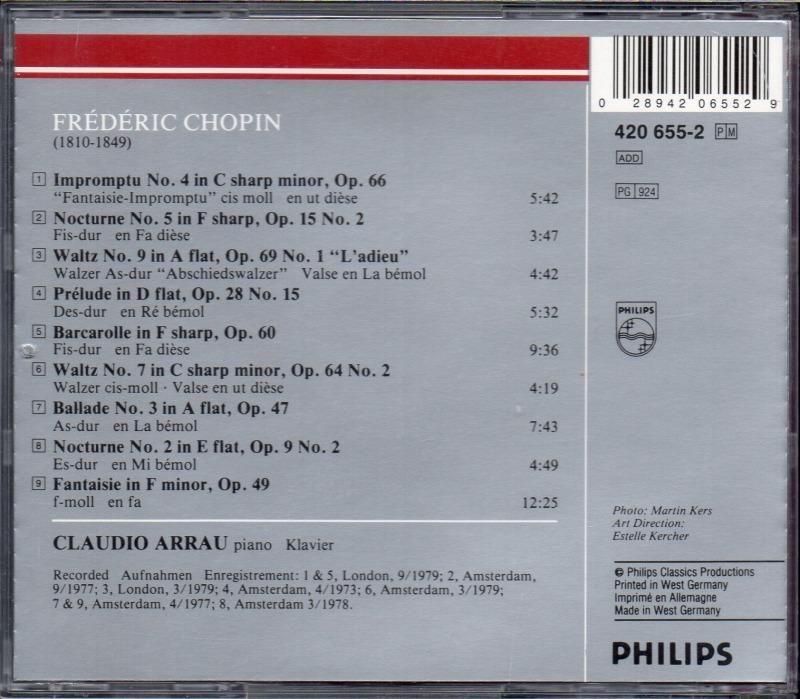 FRÉDÉRIC CHOPIN
(1810-1849)
1 Impromptu No. 4 in C sharp minor, Op. 66
"Fantaisie-Impromptu" cis moll en ut dièse 5:42
2 Nocturne No. 5 in F sharp, Op. 15 No. 2
Fis-dur en Fa dièse 3:47
3 Waltz No. 9 in A flat, Op. 69 No. 1 "L'adieu"
Walzer As-dur "Abschiedswalzer" Valse en La bémol 4:42
4 Prélude in D flat, Op. 28 No. 15
Des-dur en Ré bémol 5:32
5 Barcarolle in F sharp, Op. 60
Fis-dur en Fa dièse 9:36
6 Waltz No. 7 in C sharp minor, Op. 64 No. 2
Walzer cis-moll · Valse en ut dièse 4:19
7 Ballade No. 3 in A flat, Op. 47
As-dur en La bémol 7:43
8 Nocturne No. 2 in E flat, Op. 9 No. 2
Es-dur en Mi bémol 4:49
9 Fantaisie in F minor, Op. 49
f-moll en fa 12:25
CLAUDIO ARRAU piano Klavier
Recorded Aufnahmen Enregistrement: 1 & 5, London, 9/1979; 2, Amsterdam,
9/1977; 3, London, 3/1979; 4, Amsterdam, 4/1973; 6, Amsterdam, 3/1979;
7 & 9, Amsterdam, 4/1977; 8, Amsterdam 3/1978.
0 28942 06552 9
420 655-2 PM
ADD
PG 924
PHILIPS
Photo: Martin Kers
Art Direction:
Estelle Kercher
℗ Philips Classics Productions
Printed in West Germany
Imprimé en Allemagne
Made in West Germany
PHILIPS